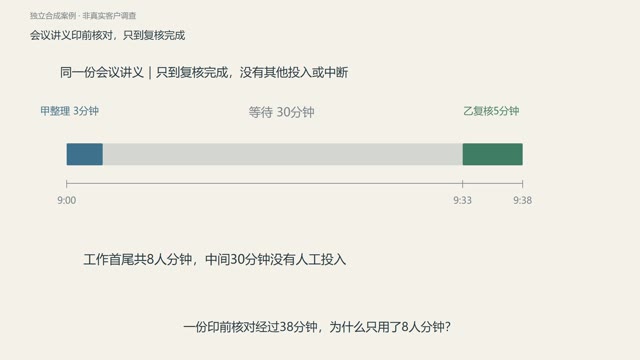 独立合成案例 · 非真实客户调查
会议讲义印前核对，只到复核完成
同一份会议讲义｜只到复核完成，没有其他投入或中断
甲整理 3分钟 等待 30分钟 乙复核5分钟
9:00 9:33 9:38
工作首尾共8人分钟，中间30分钟没有人工投入
一份印前核对经过38分钟，为什么只用了8人分钟？